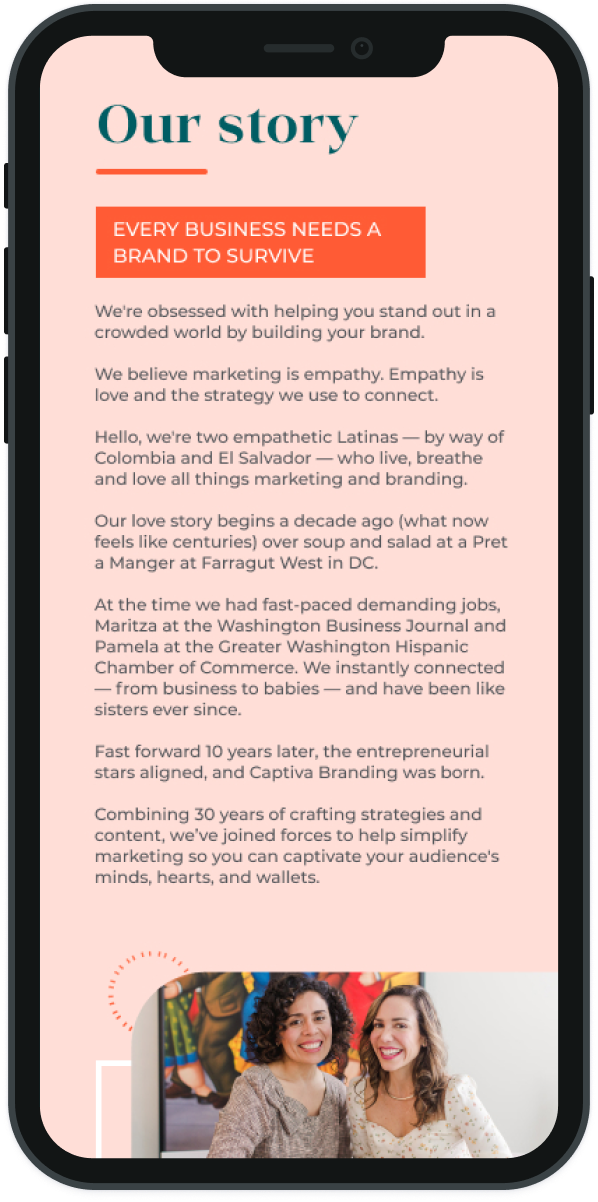 Our story
EVERY BUSINESS NEEDS A
BRAND TO SURVIVE
We're obsessed with helping you stand out in a
crowded world by building your brand.
We believe marketing is empathy. Empathy is
love and the strategy we use to connect.
Hello, we're two empathetic Latinas — by way of
Colombia and El Salvador — who live, breathe
and love all things marketing and branding.
Our love story begins a decade ago (what now
feels like centuries) over soup and salad at a Pret
a Manger at Farragut West in DC.
At the time we had fast-paced demanding jobs,
Maritza at the Washington Business Journal and
Pamela at the Greater Washington Hispanic
Chamber of Commerce. We instantly connected
— from business to babies — and have been like
sisters ever since.
Fast forward 10 years later, the entrepreneurial
stars aligned, and Captiva Branding was born.
Combining 30 years of crafting strategies and
content, we’ve joined forces to help simplify
marketing so you can captivate your audience's
minds, hearts, and wallets.